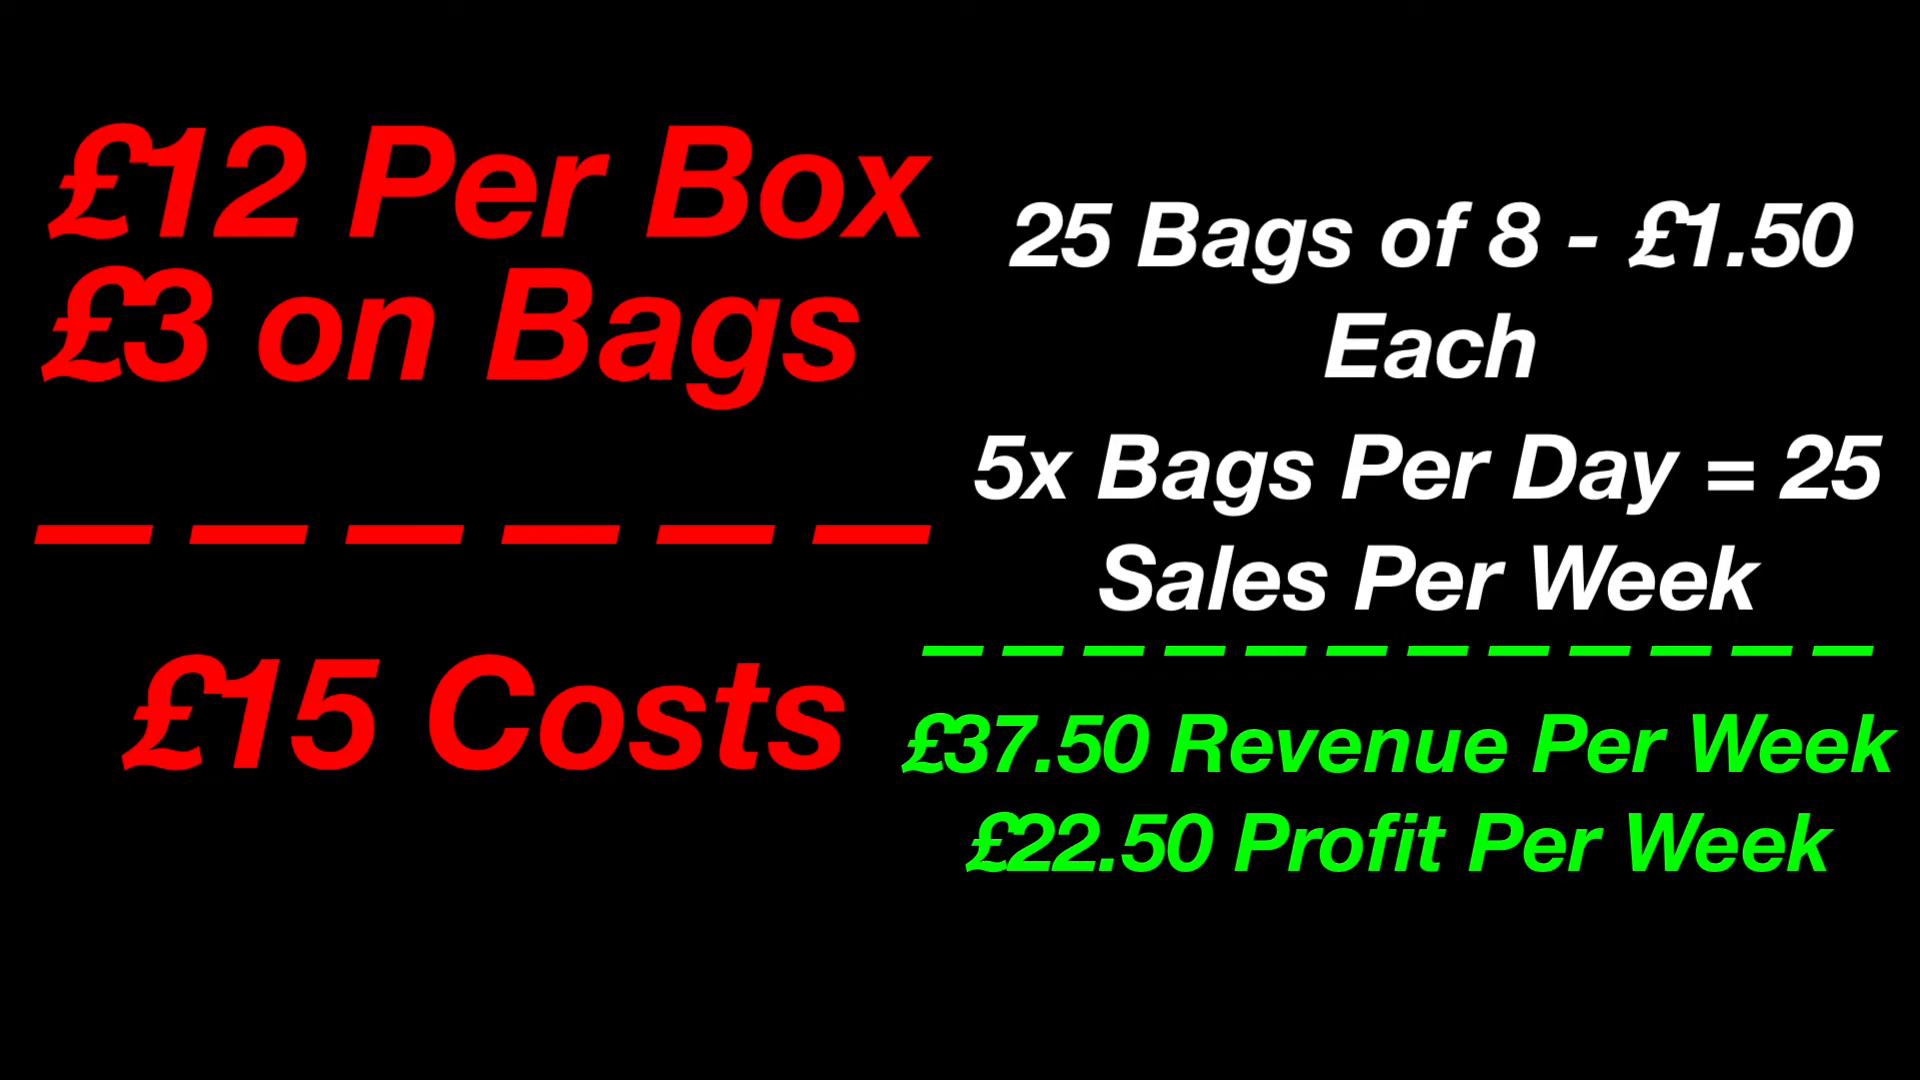 £12 Per Box
£3 on Bags
— — — — — —
£15 Costs
25 Bags of 8 - £1.50
Each
5x Bags Per Day = 25
Sales Per Week
— — — — — — — — — — — —
£37.50 Revenue Per Week
£22.50 Profit Per Week